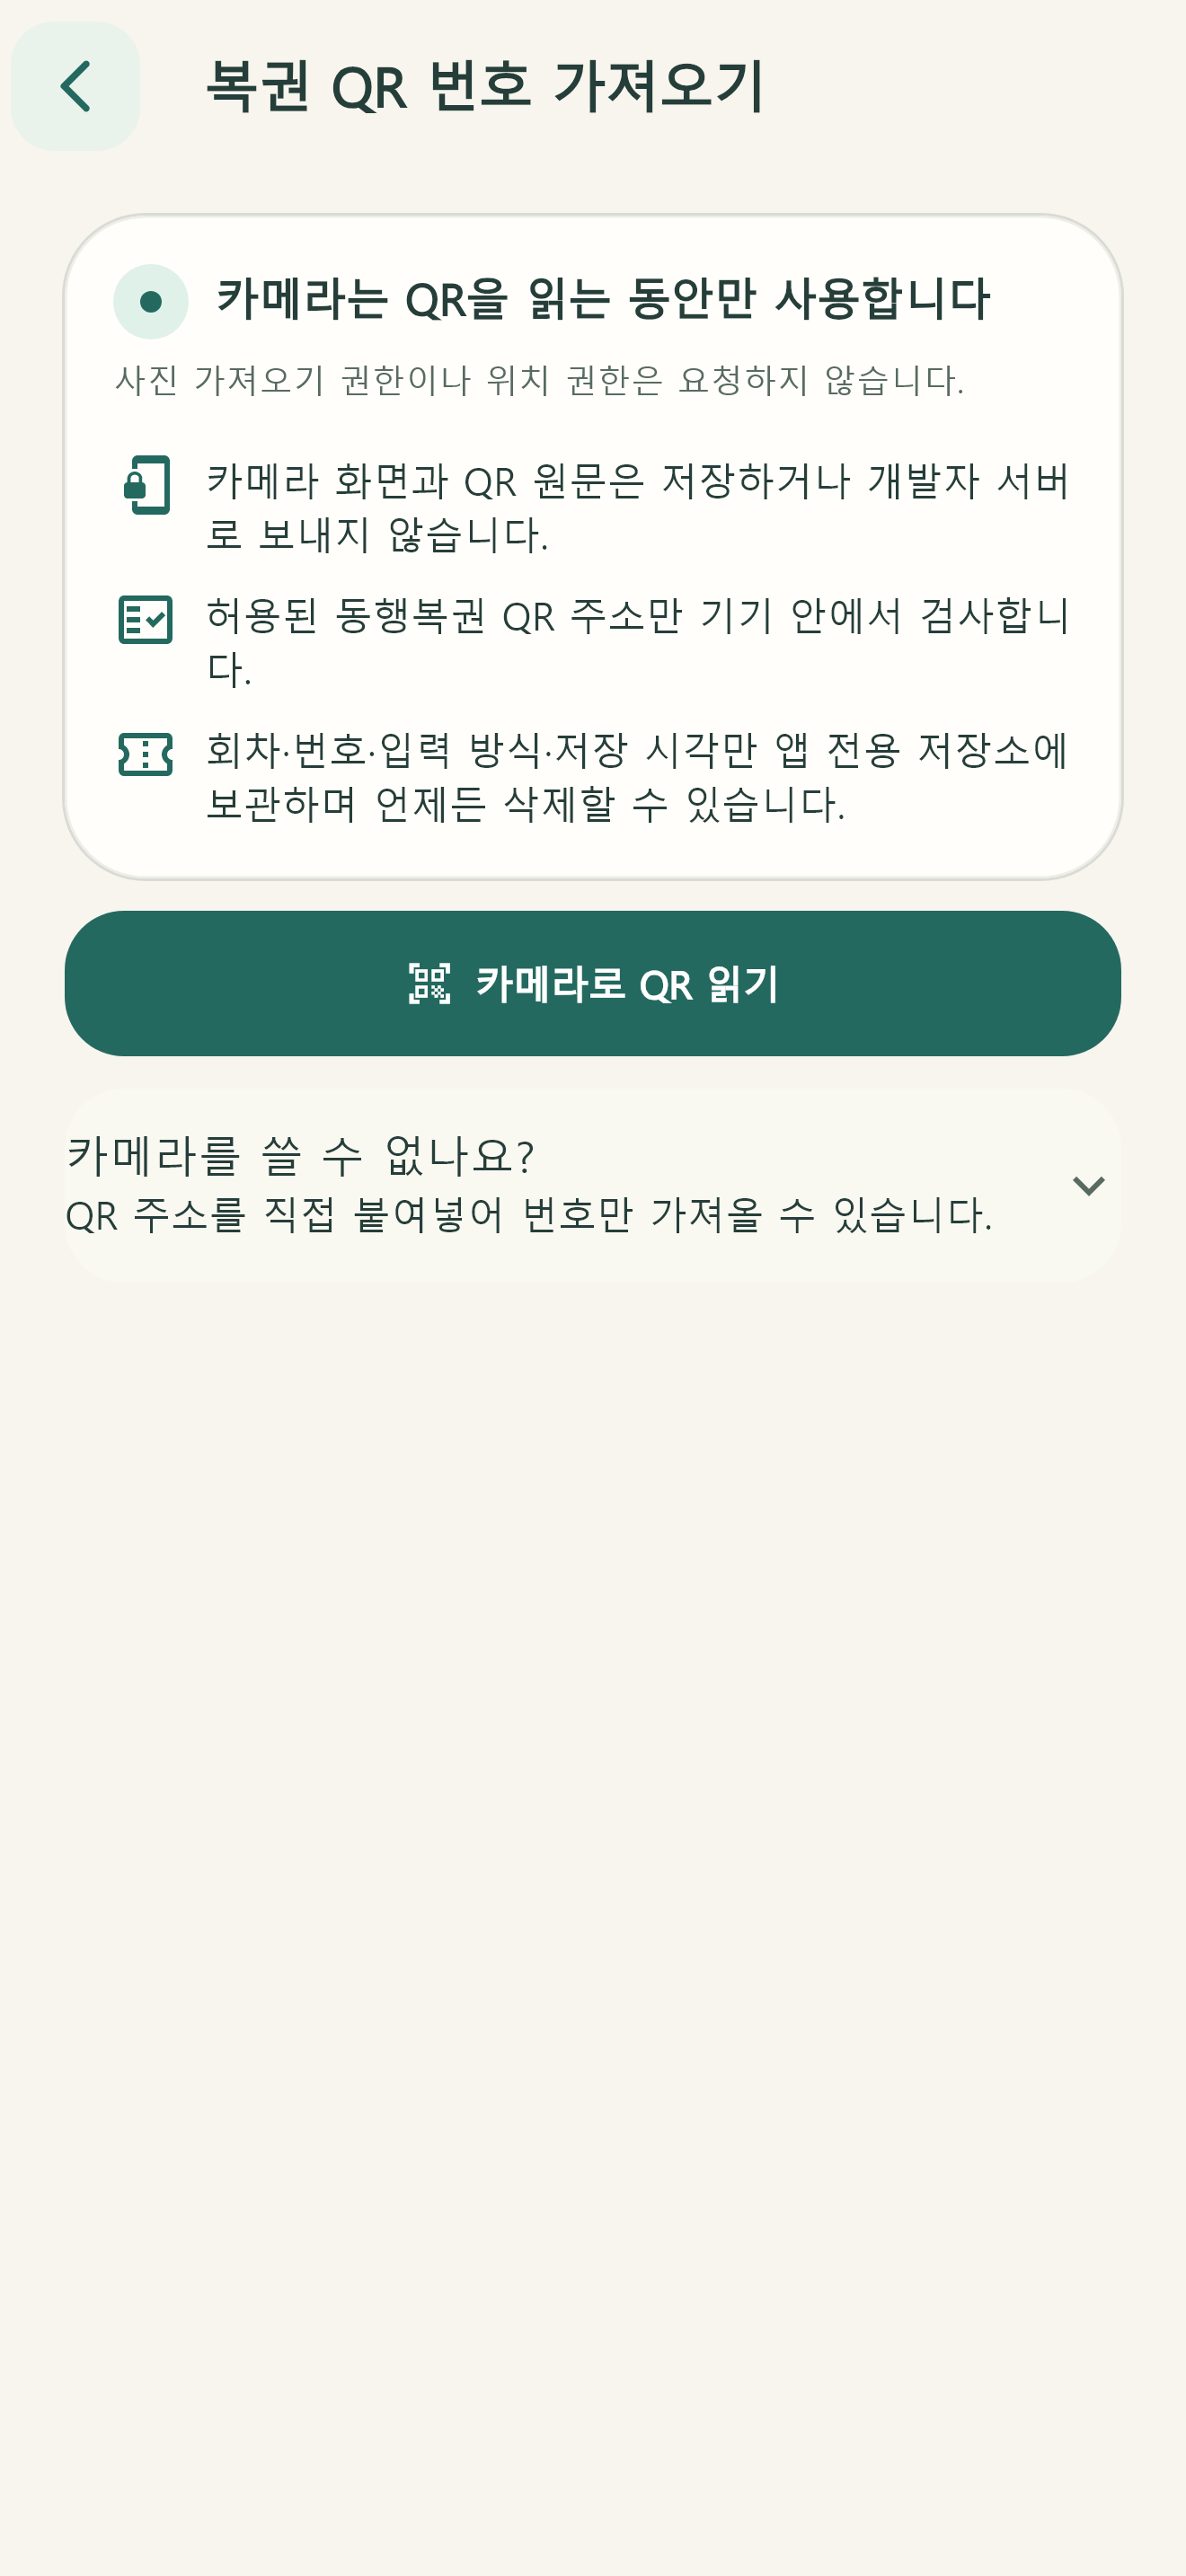 복권 QR 번호 가져오기
카메라는 QR을 읽는 동안만 사용합니다
사진 가져오기 권한이나 위치 권한은 요청하지 않습니다.
카메라 화면과 QR 원문은 저장하거나 개발자 서버
로 보내지 않습니다.
허용된 동행복권 QR 주소만 기기 안에서 검사합니
다.
회차·번호·입력 방식·저장 시각만 앱 전용 저장소에
보관하며 언제든 삭제할 수 있습니다.
카메라로 QR 읽기
카메라를 쓸 수 없나요?
QR 주소를 직접 붙여넣어 번호만 가져올 수 있습니다.